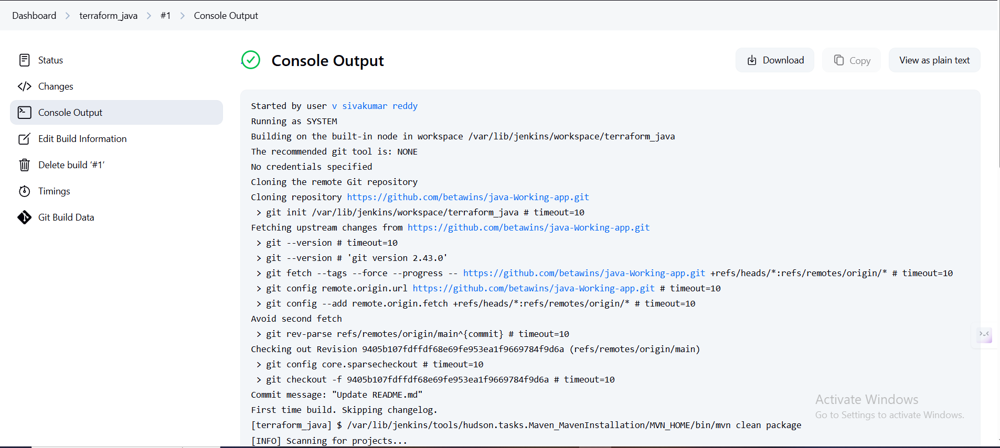 Dashboard > terraform_java > #1 > Console Output
Status
Changes
Console Output
Edit Build Information
Delete build ‘#1’
Timings
Git Build Data
Console Output
Download
Copy
View as plain text
Started by user v sivakumar reddy
Running as SYSTEM
Building on the built-in node in workspace /var/lib/jenkins/workspace/terraform_java
The recommended git tool is: NONE
No credentials specified
Cloning the remote Git repository
Cloning repository https://github.com/betawins/java-Working-app.git
 > git init /var/lib/jenkins/workspace/terraform_java # timeout=10
Fetching upstream changes from https://github.com/betawins/java-Working-app.git
 > git --version # timeout=10
 > git --version # 'git version 2.43.0'
 > git fetch --tags --force --progress -- https://github.com/betawins/java-Working-app.git +refs/heads/*:refs/remotes/origin/* # timeout=10
 > git config remote.origin.url https://github.com/betawins/java-Working-app.git # timeout=10
 > git config --add remote.origin.fetch +refs/heads/*:refs/remotes/origin/* # timeout=10
Avoid second fetch
 > git rev-parse refs/remotes/origin/main^{commit} # timeout=10
Checking out Revision 9405b107fdffdf68e69fe953ea1f9669784f9d6a (refs/remotes/origin/main)
 > git config core.sparsecheckout # timeout=10
 > git checkout -f 9405b107fdffdf68e69fe953ea1f9669784f9d6a # timeout=10
Commit message: "Update README.md"
First time build. Skipping changelog.
[terraform_java] $ /var/lib/jenkins/tools/hudson.tasks.Maven_MavenInstallation/MVN_HOME/bin/mvn clean package
[INFO] Scanning for projects...
Activate Windows
Go to Settings to activate Windows.